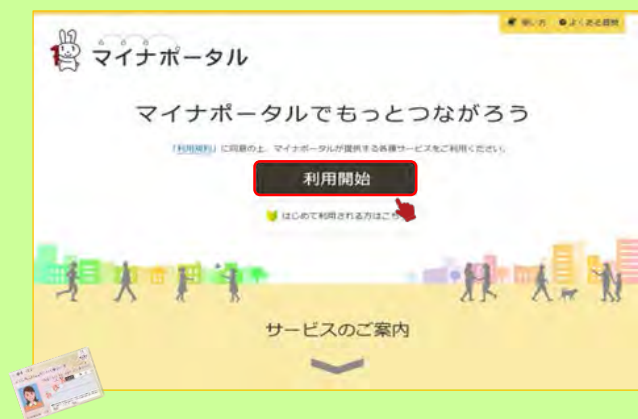 使い方 よくある質問
マイナポータル
マイナポータルでもっとつながろう
「利用規約」に同意の上、マイナポータルが提供する各種サービスをご利用ください。
利用開始
はじめて利用される方はこ
サービスのご案内